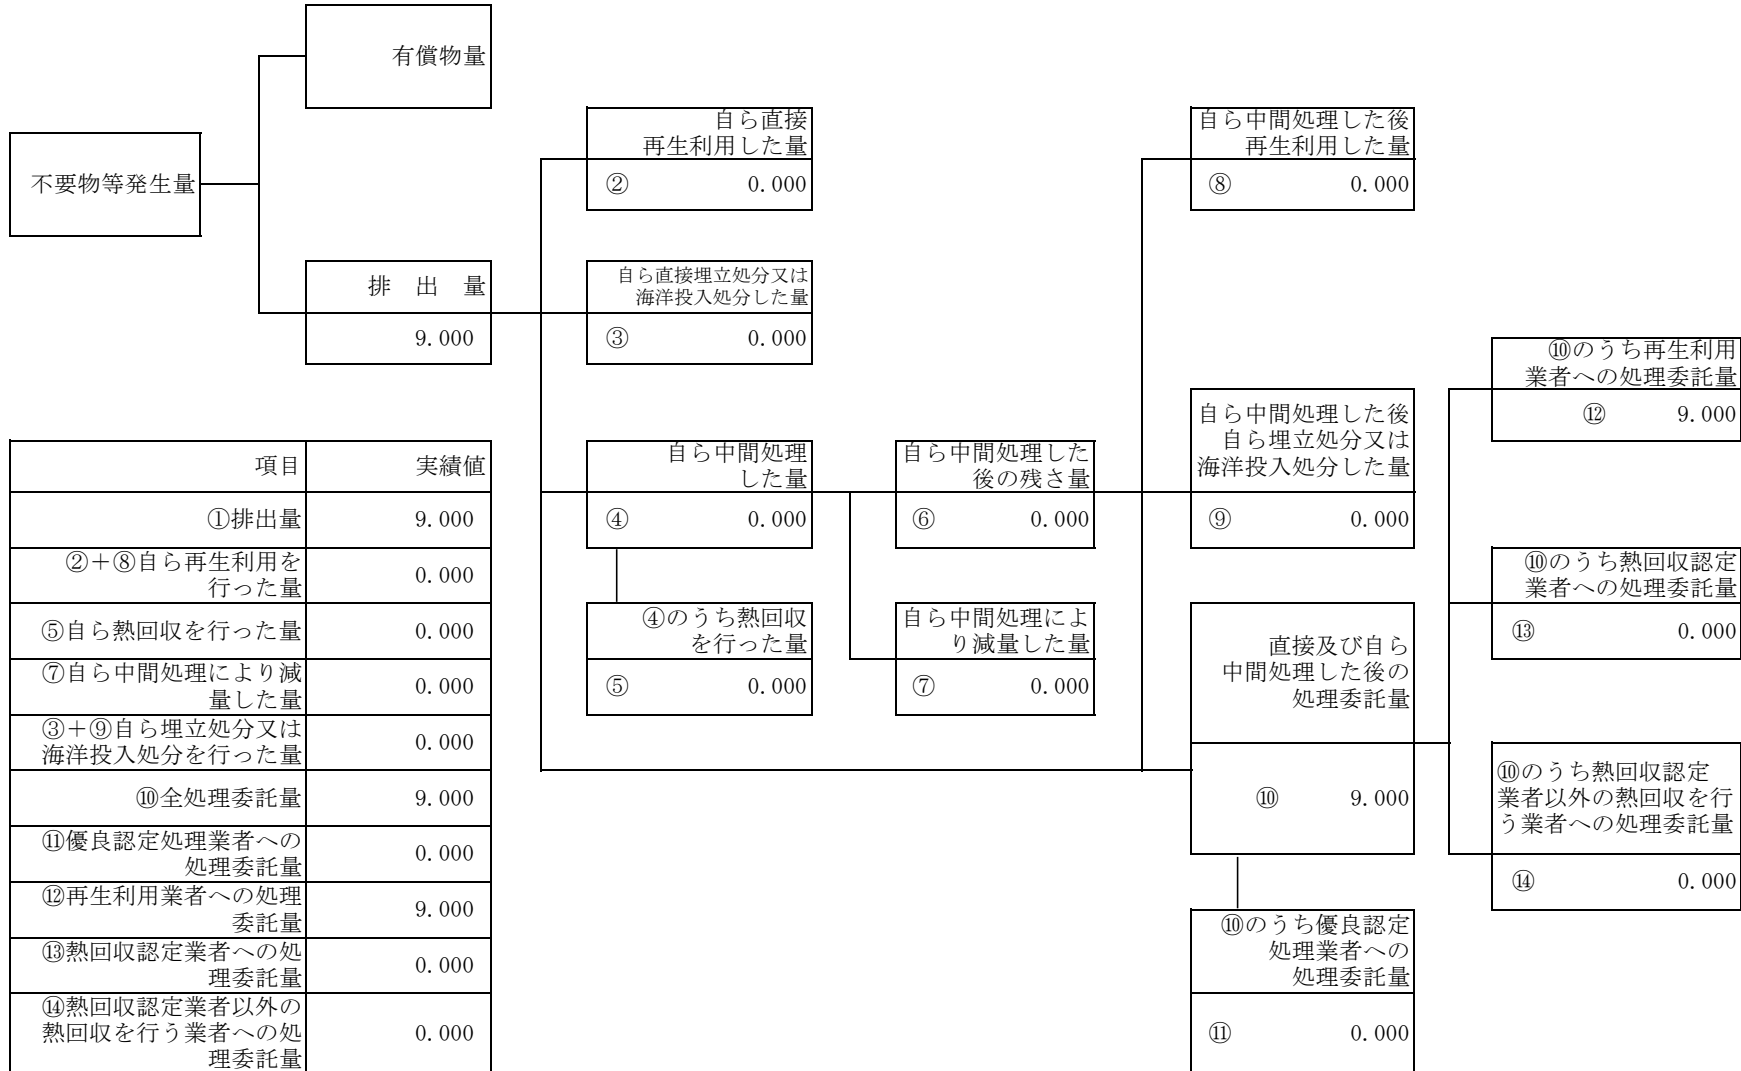 有償物量
不要物等発生量
排　出　量
9.000
自ら直接
再生利用した量
② 0.000
自ら直接埋立処分又は
海洋投入処分した量
③ 0.000
自ら中間処理
した量
④ 0.000
④のうち熱回収
を行った量
⑤ 0.000
自ら中間処理した
後の残さ量
⑥ 0.000
自ら中間処理によ
り減量した量
⑦ 0.000
自ら中間処理した後
再生利用した量
⑧ 0.000
自ら中間処理した後
自ら埋立処分又は
海洋投入処分した量
⑨ 0.000
直接及び自ら
中間処理した後の
処理委託量
⑩ 9.000
⑩のうち優良認定
処理業者への
処理委託量
⑪ 0.000
⑩のうち再生利用
業者への処理委託量
⑫ 9.000
⑩のうち熱回収認定
業者への処理委託量
⑬ 0.000
⑩のうち熱回収認定
業者以外の熱回収を行
う業者への処理委託量
⑭ 0.000
項目 実績値
①排出量 9.000
②＋⑧自ら再生利用を
行った量 0.000
⑤自ら熱回収を行った量 0.000
⑦自ら中間処理により減
量した量 0.000
③＋⑨自ら埋立処分又は
海洋投入処分を行った量 0.000
⑩全処理委託量 9.000
⑪優良認定処理業者への
処理委託量 0.000
⑫再生利用業者への処理
委託量 9.000
⑬熱回収認定業者への処
理委託量 0.000
⑭熱回収認定業者以外の
熱回収を行う業者への処 0.000
理委託量